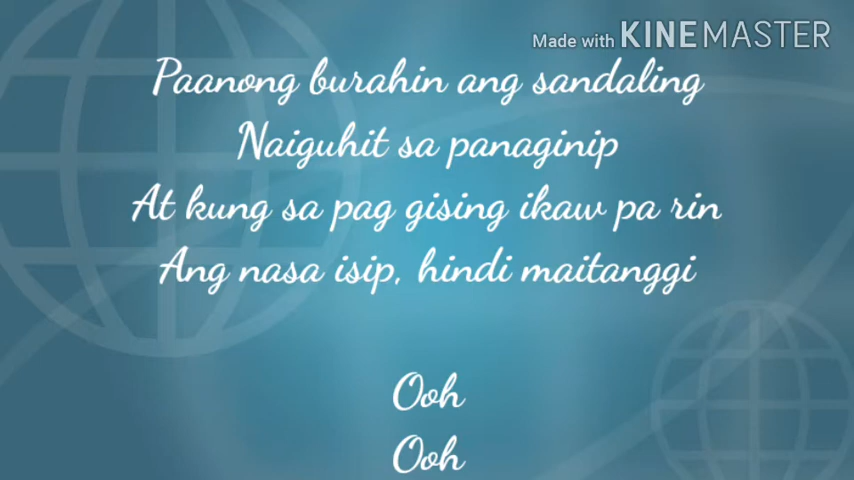 Made with KINEMASTER
Paanong burahin ang sandaling
Naiguhit sa panaginip
At kung sa pag gising ikaw pa rin
Ang nasa isip, hindi maitanggi
Ooh
Ooh